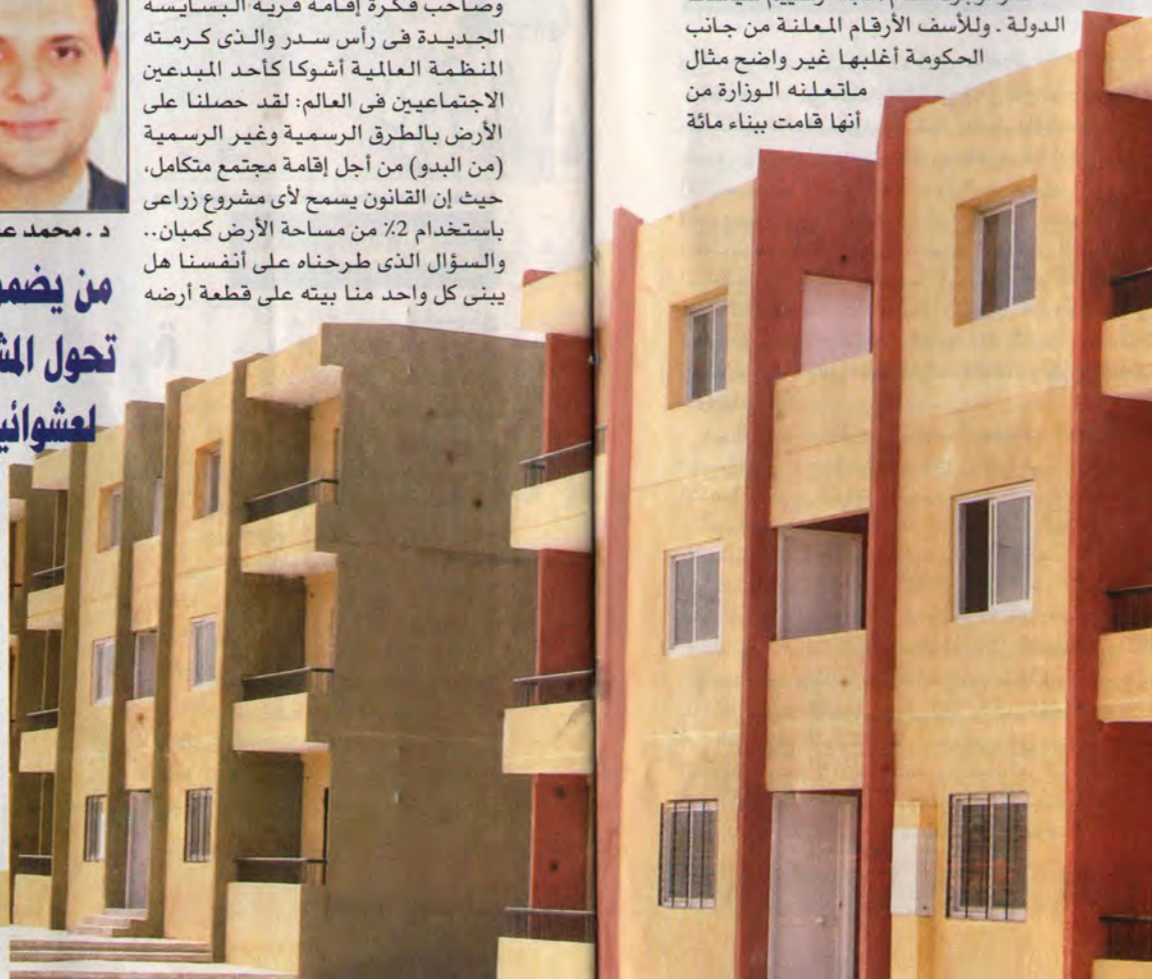 الدولة . وللأسف الأرقام المعلنة من جانب
الحكومة أغلبها غير واضح مثال
ماتعلنه الوزارة من
أنها قامت ببناء مائة
وصاحب فكرة إقامة قرية البسايسة
الجديدة فى رأس سدر والذى كرمته
المنظمة العالمية أشوكا كأحد المبدعين
الاجتماعيين فى العالم: لقد حصلنا على
الأرض بالطرق الرسمية وغير الرسمية
(من البدو) من أجل إقامة مجتمع متكامل،
حيث إن القانون يسمح لأى مشروع زراعى
باستخدام 2٪ من مساحة الأرض كمبان..
والسؤال الذى طرحناه على أنفسنا هل
يبنى كل واحد منا بيته على قطعة أرضه
د . محمد
من
تحول